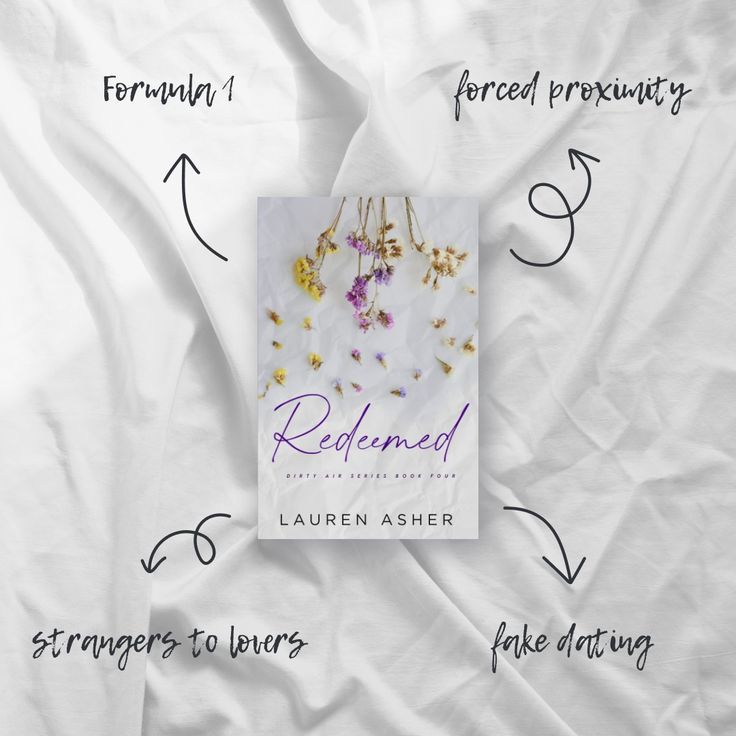 Formula 1
forced proximity
Redeemed
DIRTY AIR SERIES BOOK FOUR
LAUREN ASHER
strangers to lovers
fake dating